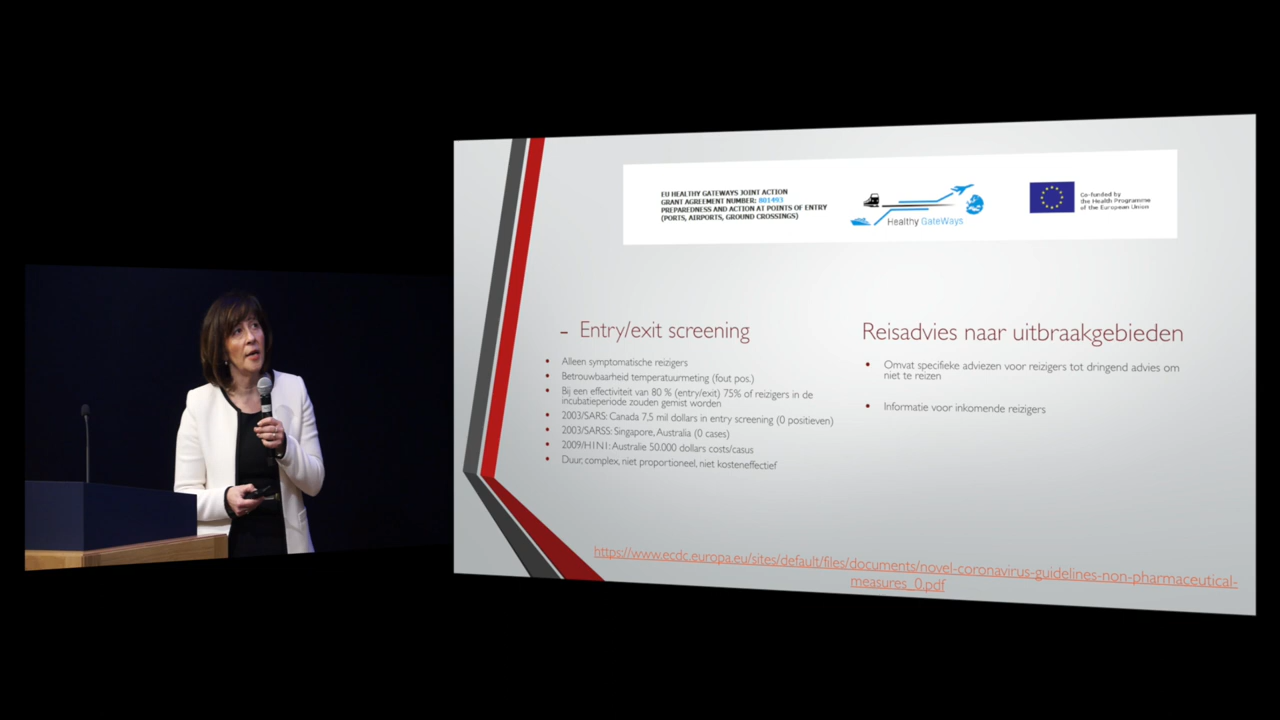 EU HEALTHY GATEWAYS JOINT ACTION
GRANT AGREEMENT NUMBER: 801493
PREPAREDNESS AND ACTION AT POINTS OF ENTRY
(PORTS, AIRPORTS, GROUND CROSSINGS)
Healthy GateWays
Co-funded by
the Health Programme
of the European Union
– Entry/exit screening
• Alleen symptomatische reizigers
• Betrouwbaarheid temperatuurmeting (fout pos.)
• Bij een effectiviteit van 80 % (entry/exit) 75% of reizigers in de
incubatieperiode zouden gemist worden
• 2003/SARS: Canada 7,5 mil dollars in entry screening (0 positieven)
• 2003/SARSS: Singapore, Australia (0 cases)
• 2009/H1N1: Australie 50.000 dollars costs/casus
• Duur, complex, niet proportioneel, niet kosteneffectief
Reisadvies naar uitbraakgebieden
• Omvat specifieke adviezen voor reizigers tot dringend advies om
niet te reizen
• Informatie voor inkomende reizigers
https://www.ecdc.europa.eu/sites/default/files/documents/novel-coronavirus-guidelines-non-pharmaceutical-
measures_0.pdf